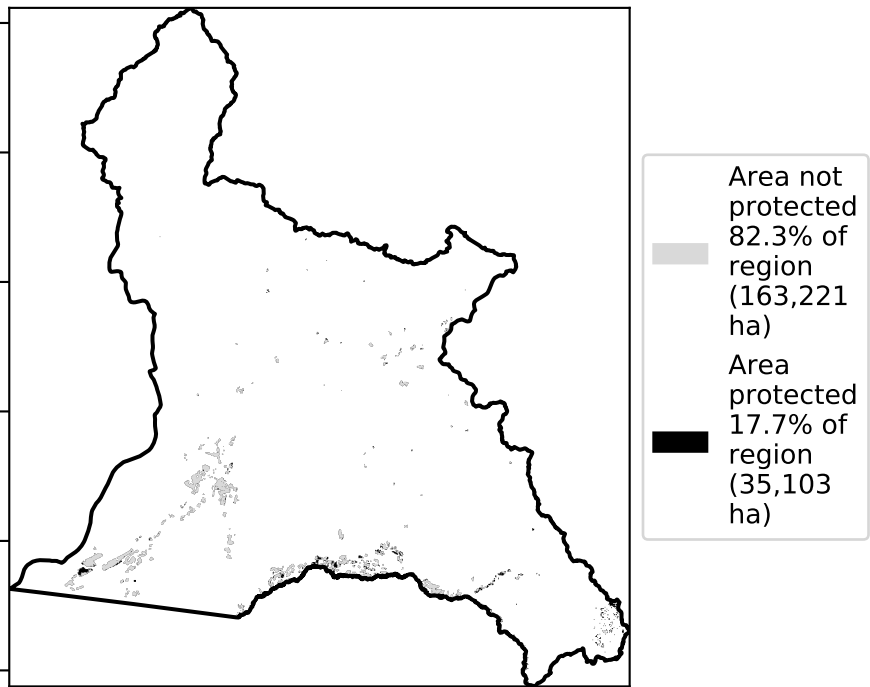 Area not
protected
82.3% of
region
(163,221
ha)
Area
protected
17.7% of
region
(35,103
ha)